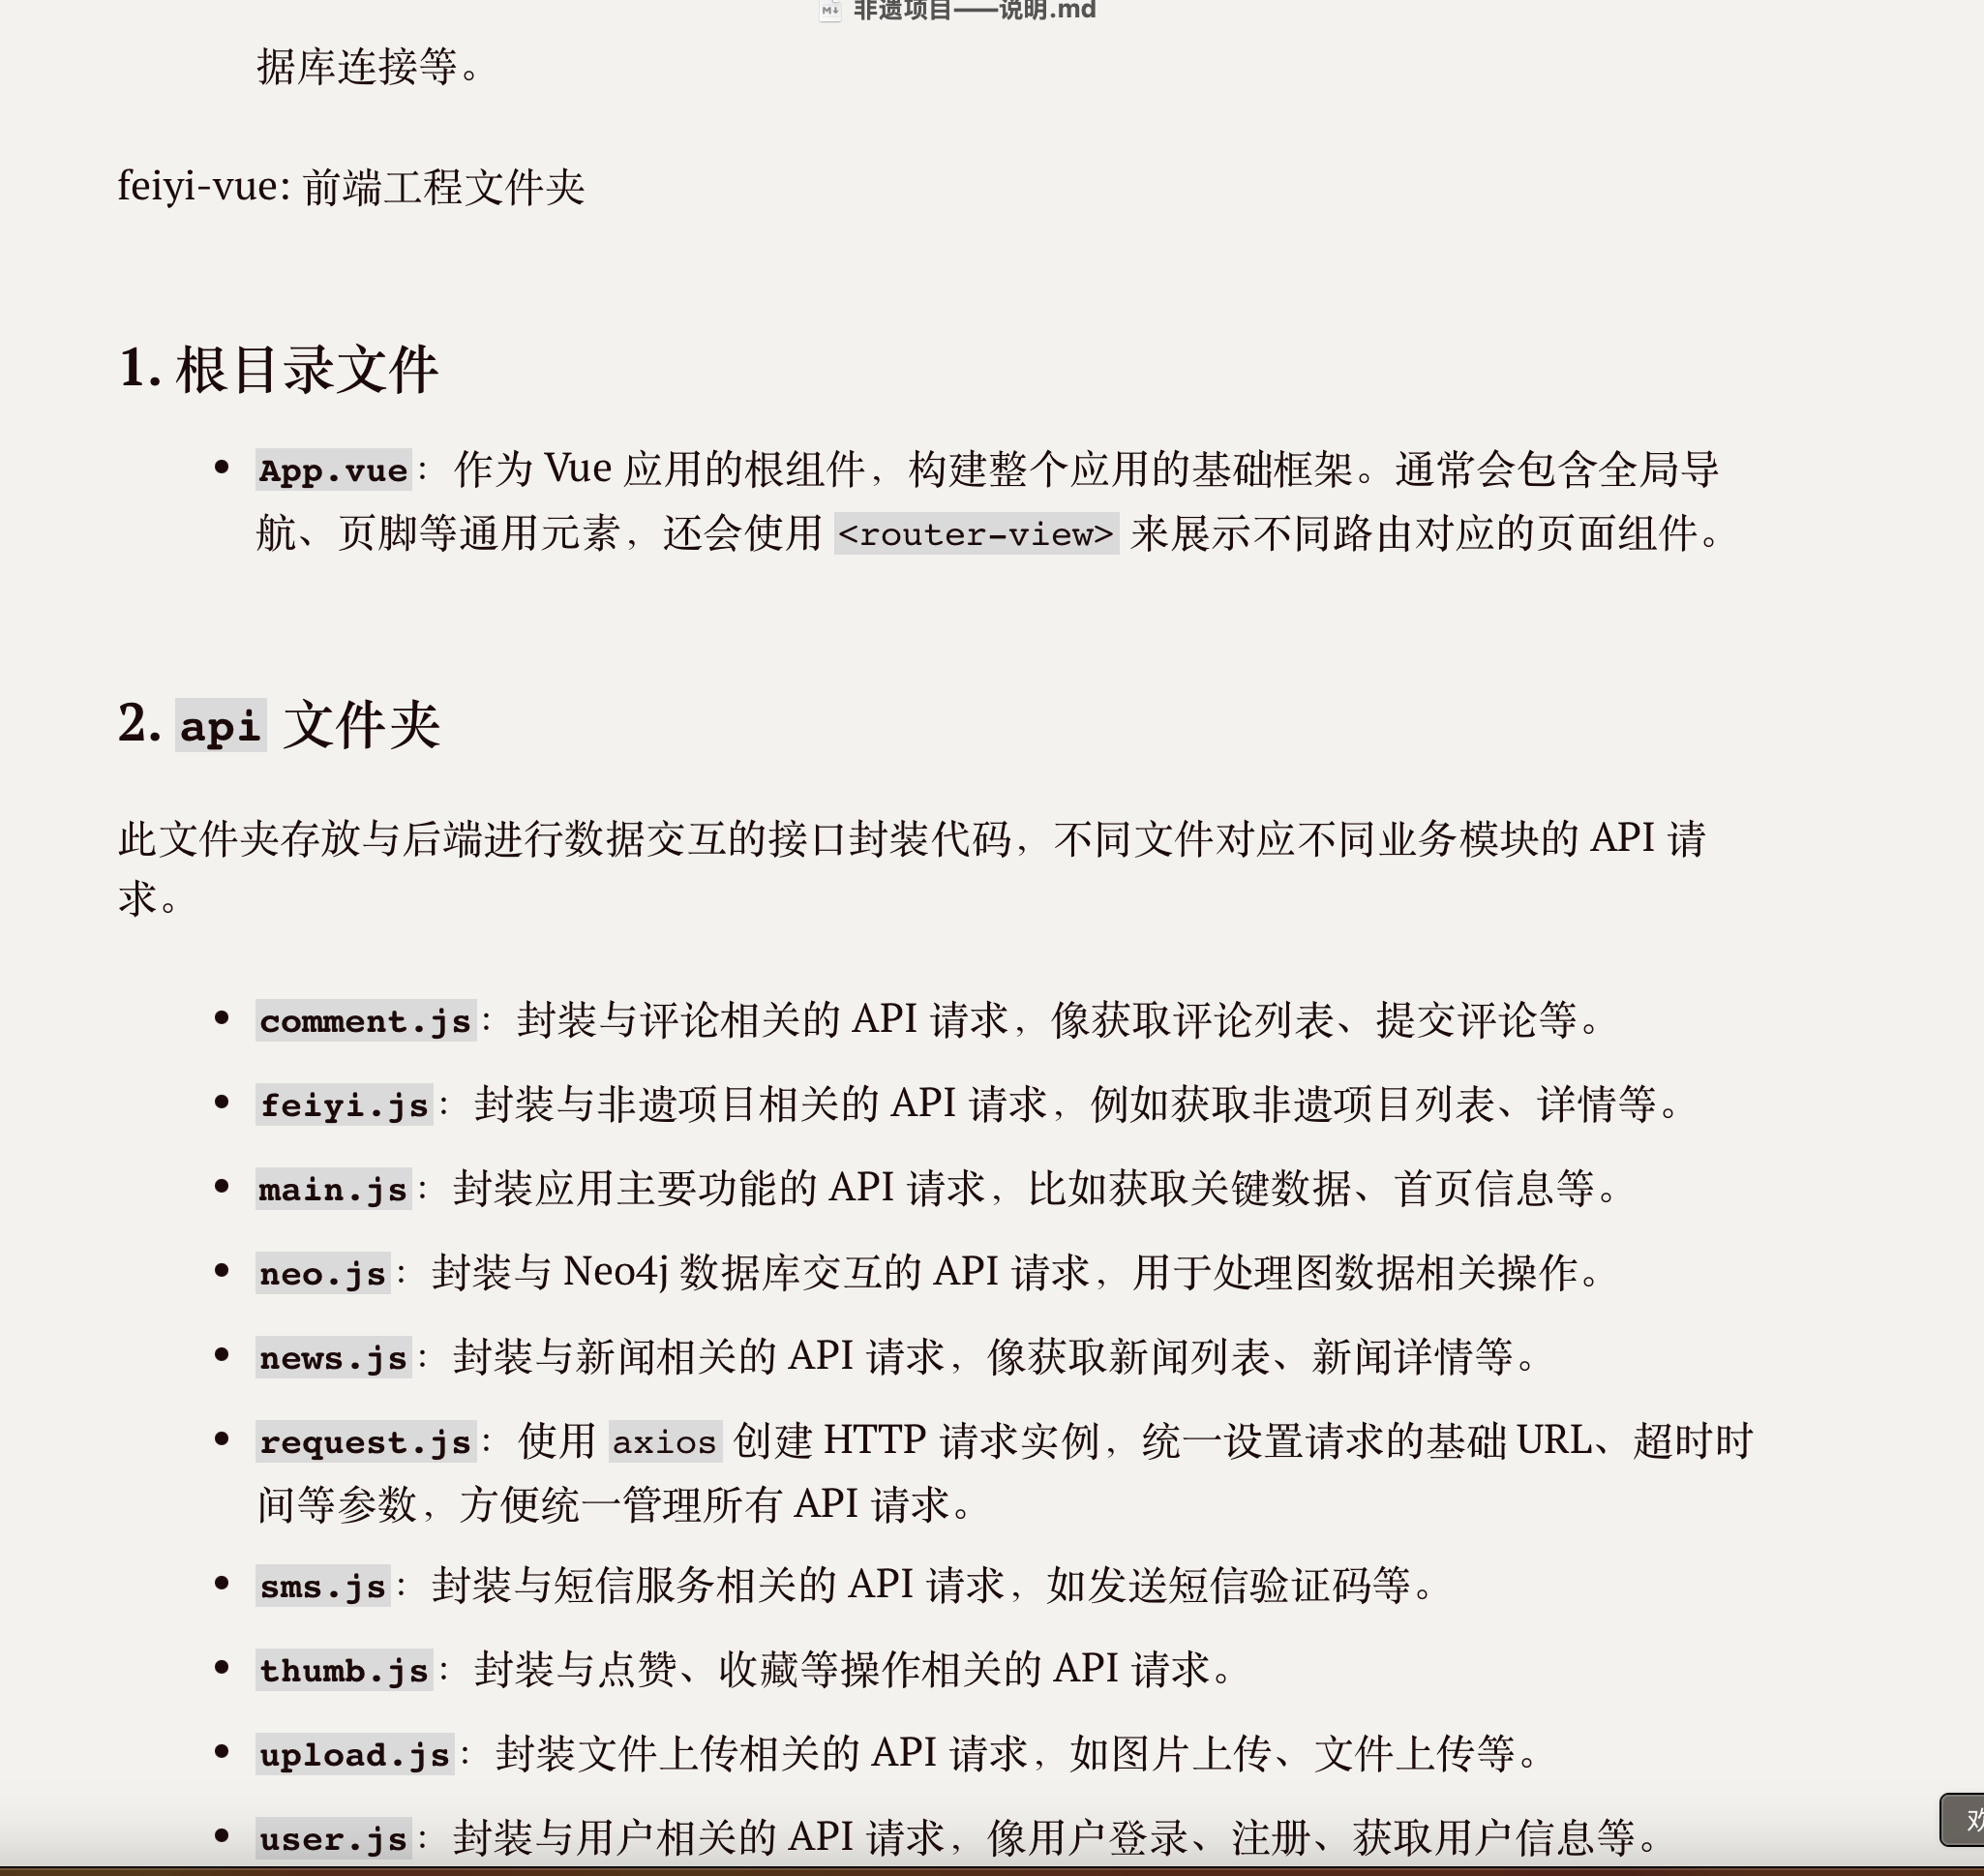 非遗项目——说明.md
据库连接等。
feiyi-vue: 前端工程文件夹
1. 根目录文件
App.vue：作为 Vue 应用的根组件，构建整个应用的基础框架。通常会包含全局导
航、页脚等通用元素，还会使用 <router-view> 来展示不同路由对应的页面组件。
2. api 文件夹
此文件夹存放与后端进行数据交互的接口封装代码，不同文件对应不同业务模块的 API 请
求。
comment.js：封装与评论相关的 API 请求，像获取评论列表、提交评论等。
feiyi.js：封装与非遗项目相关的 API 请求，例如获取非遗项目列表、详情等。
main.js：封装应用主要功能的 API 请求，比如获取关键数据、首页信息等。
neo.js：封装与 Neo4j 数据库交互的 API 请求，用于处理图数据相关操作。
news.js：封装与新闻相关的 API 请求，像获取新闻列表、新闻详情等。
request.js：使用 axios 创建 HTTP 请求实例，统一设置请求的基础 URL、超时时
间等参数，方便统一管理所有 API 请求。
sms.js：封装与短信服务相关的 API 请求，如发送短信验证码等。
thumb.js：封装与点赞、收藏等操作相关的 API 请求。
upload.js：封装文件上传相关的 API 请求，如图片上传、文件上传等。
user.js：封装与用户相关的 API 请求，像用户登录、注册、获取用户信息等。